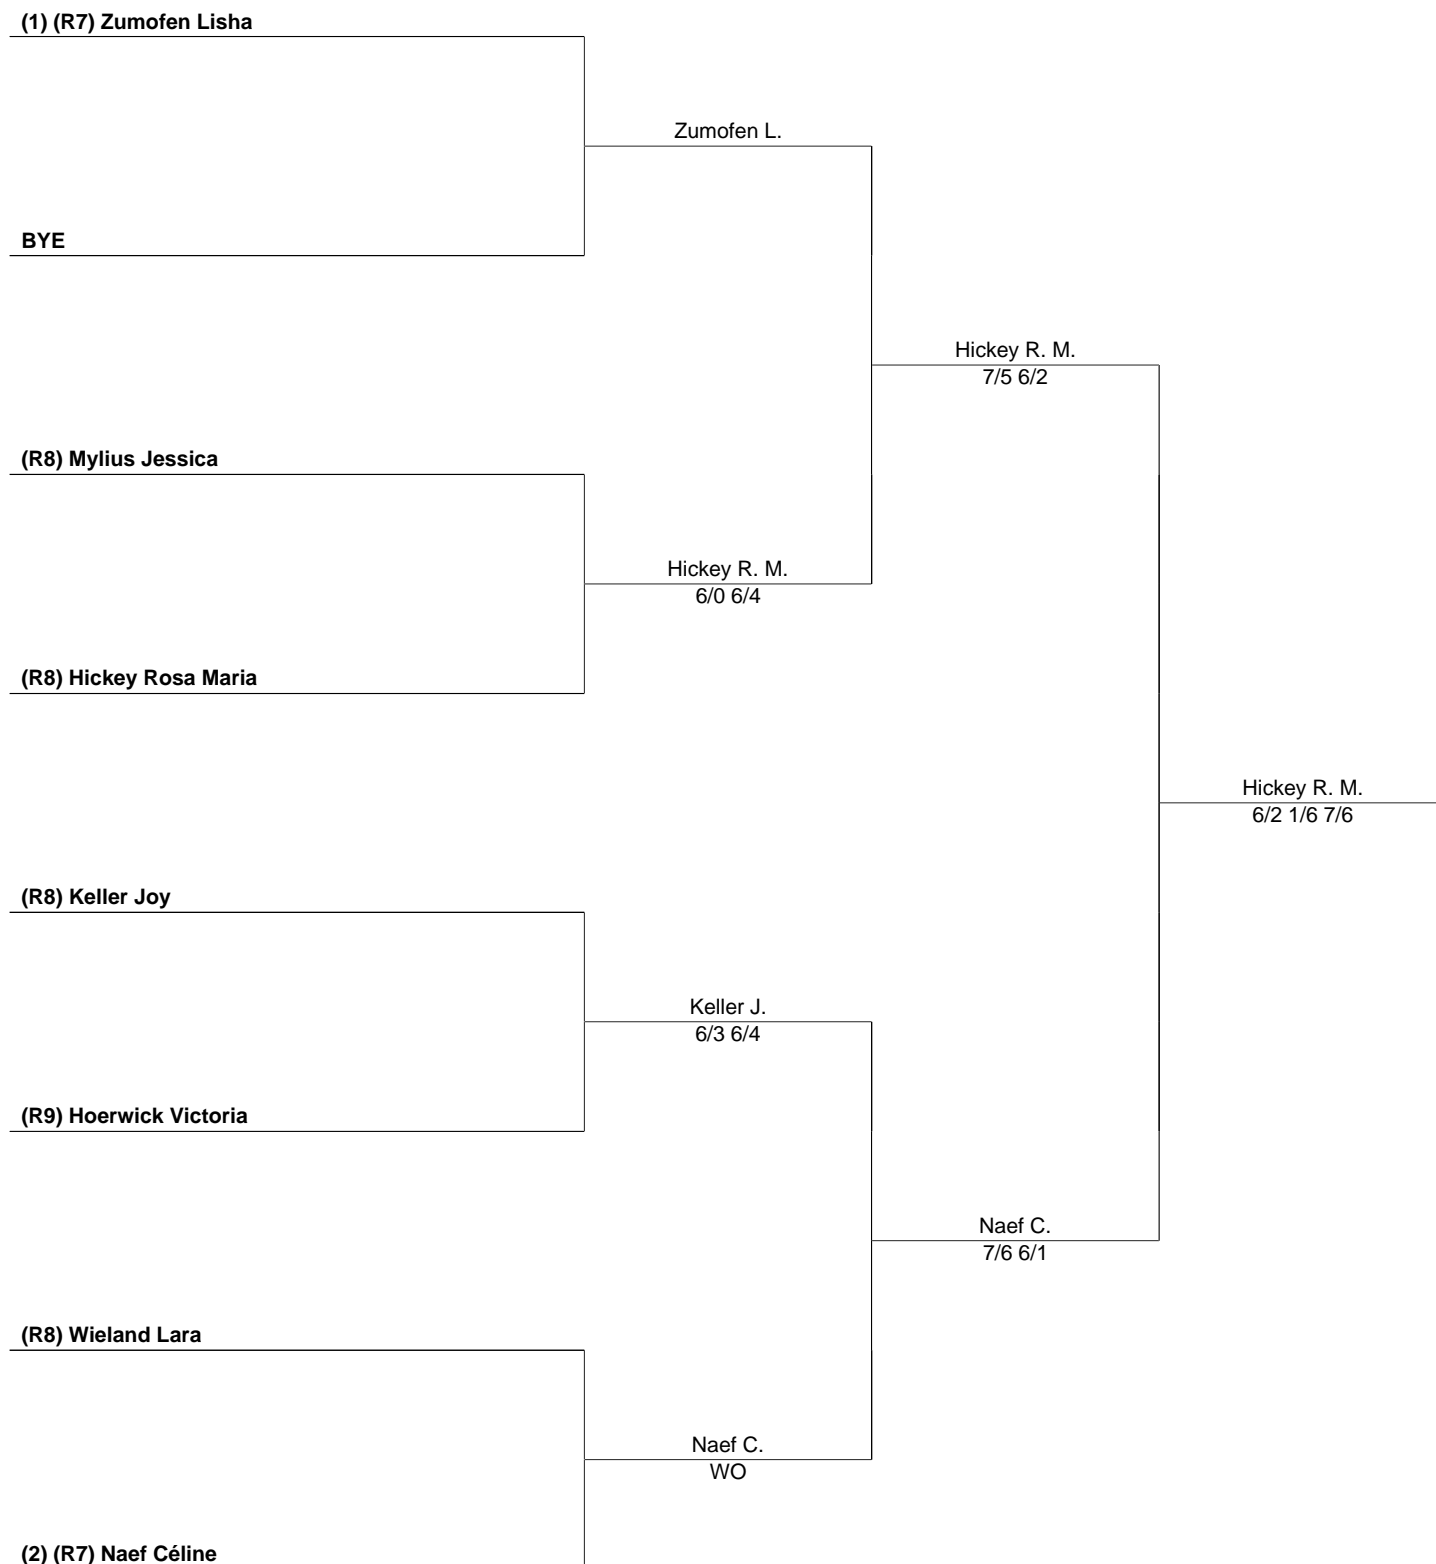 (1) (R7) Zumofen Lisha
Zumofen L.
BYE
Hickey R. M.
7/5 6/2
(R8) Mylius Jessica
Hickey R. M.
6/0 6/4
(R8) Hickey Rosa Maria
Hickey R. M.
6/2 1/6 7/6
(R8) Keller Joy
Keller J.
6/3 6/4
(R9) Hoerwick Victoria
Naef C.
7/6 6/1
(R8) Wieland Lara
Naef C.
WO
(2) (R7) Naef Céline